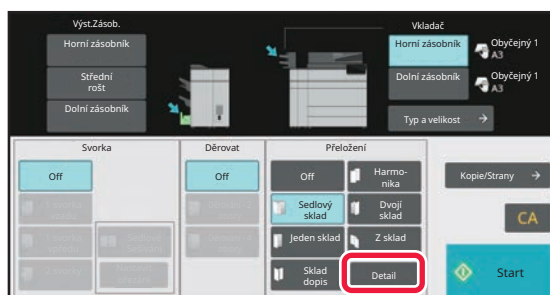 Výst.Zásob.
Horní zásobník
Střední
rošt
Dolní zásobník
Vkladač
Horní zásobník
Obyčejný 1
A3
Dolní zásobník
Obyčejný 1
A3
Typ a velikost
Svorka
Off
Děrovat
Off
Přeložení
Off
Harmo-
nika
Sedlový
sklad
Dvojí
sklad
Jeden sklad
Z sklad
Sklad
dopis
Detail
Kopie/Strany
CA
Start